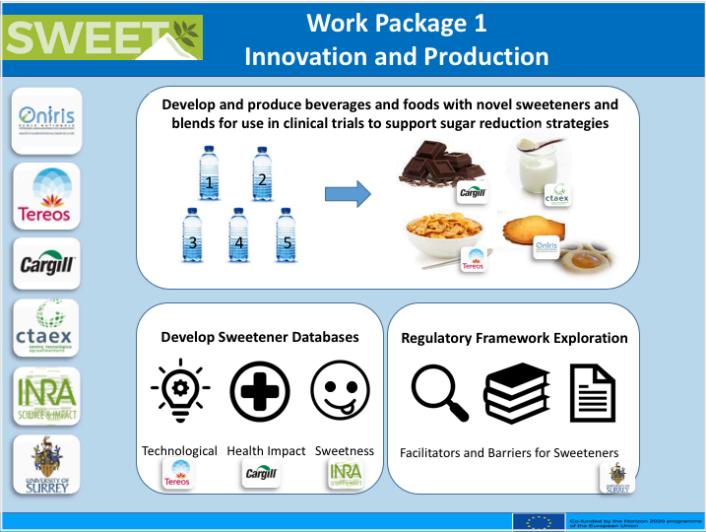 SWEET
Work Package 1
Innovation and Production
Oniris
Tereos
Cargill
ctaex
INRA
SCIENCE & IMPACT
UNIVERSITY OF
SURREY
Develop and produce beverages and foods with novel sweeteners and
blends for use in clinical trials to support sugar reduction strategies
1
2
3
4
5
Cargill
ctaex
Tereos
Oniris
Develop Sweetener Databases
Technological Health Impact Sweetness
Tereos
Cargill
INRA
Regulatory Framework Exploration
Facilitators and Barriers for Sweeteners
UNIVERSITY OF
SURREY
Co-funded by the Horizon 2020 programme
of the European Union